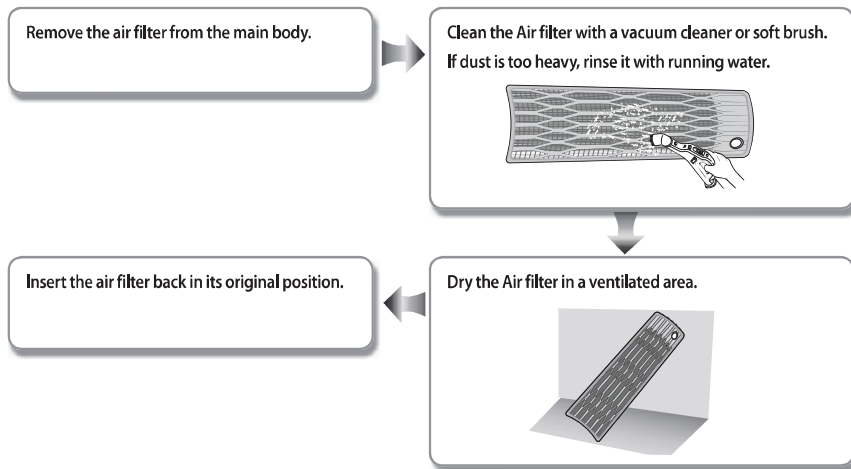 Remove the air filter from the main body.
Clean the Air filter with a vacuum cleaner or soft brush.
If dust is too heavy, rinse it with running water.
Dry the Air filter in a ventilated area.
Insert the air filter back in its original position.